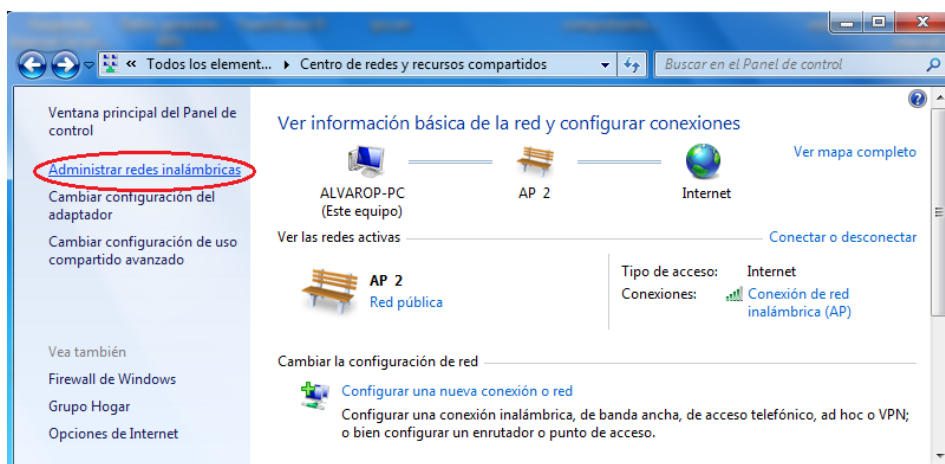 « Todos los element... ▸ Centro de redes y recursos compartidos
Buscar en el Panel de control
Ventana principal del Panel de
control
Administrar redes inalámbricas
Cambiar configuración del
adaptador
Cambiar configuración de uso
compartido avanzado
Vea también
Firewall de Windows
Grupo Hogar
Opciones de Internet
Ver información básica de la red y configurar conexiones
Ver mapa completo
ALVAROP-PC
(Este equipo)
AP 2
Internet
Ver las redes activas
Conectar o desconectar
AP 2
Red pública
Tipo de acceso: Internet
Conexiones: Conexión de red
inalámbrica (AP)
Cambiar la configuración de red
Configurar una nueva conexión o red
Configurar una conexión inalámbrica, de banda ancha, de acceso telefónico, ad hoc o VPN;
o bien configurar un enrutador o punto de acceso.